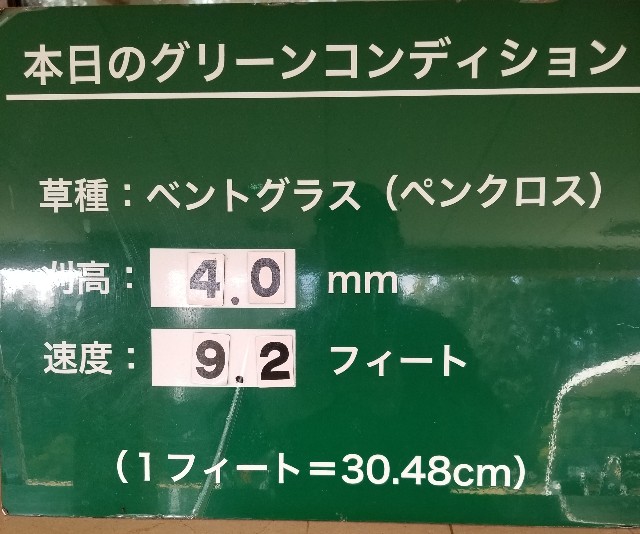 本日のグリーンコンディション
草種：ベントグラス（ペンクロス）
刈高：4.0 mm
速度：9.2 フィート
（1フィート＝30.48cm）